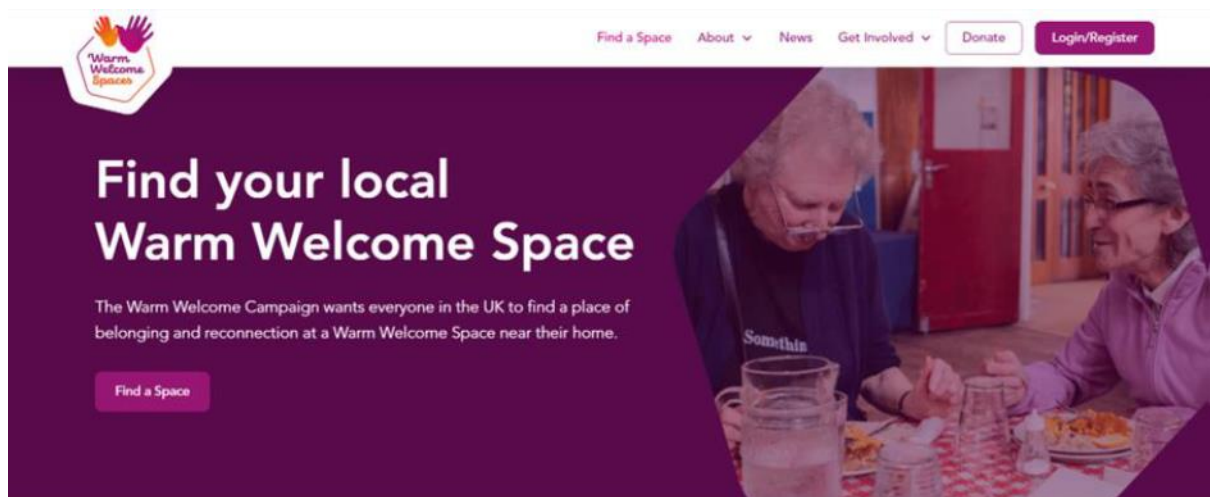 Warm
Welcome
Spaces
Find a Space About News Get Involved Donate Login/Register
Find your local
Warm Welcome Space
The Warm Welcome Campaign wants everyone in the UK to find a place of
belonging and reconnection at a Warm Welcome Space near their home.
Find a Space
Somethin